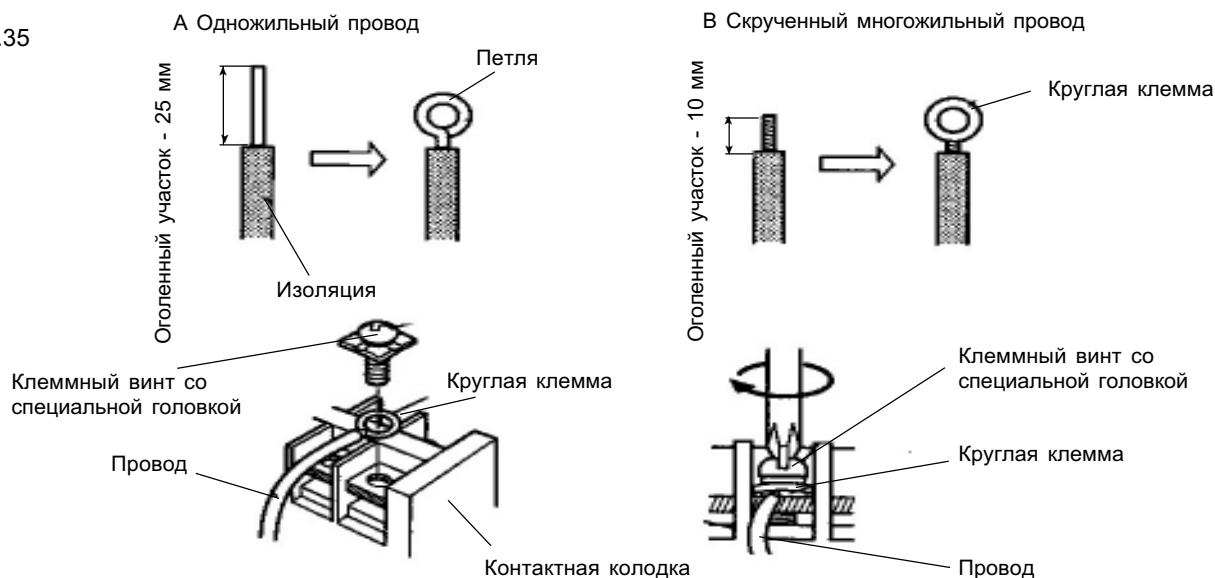 .35
А Одножильный провод
В Скрученный многожильный провод
Оголенный участок - 25 мм
Петля
Изоляция
Оголенный участок - 10 мм
Круглая клемма
Клеммный винт со
специальной головкой
Круглая клемма
Провод
Контактная колодка
Клеммный винт со
специальной головкой
Круглая клемма
Провод